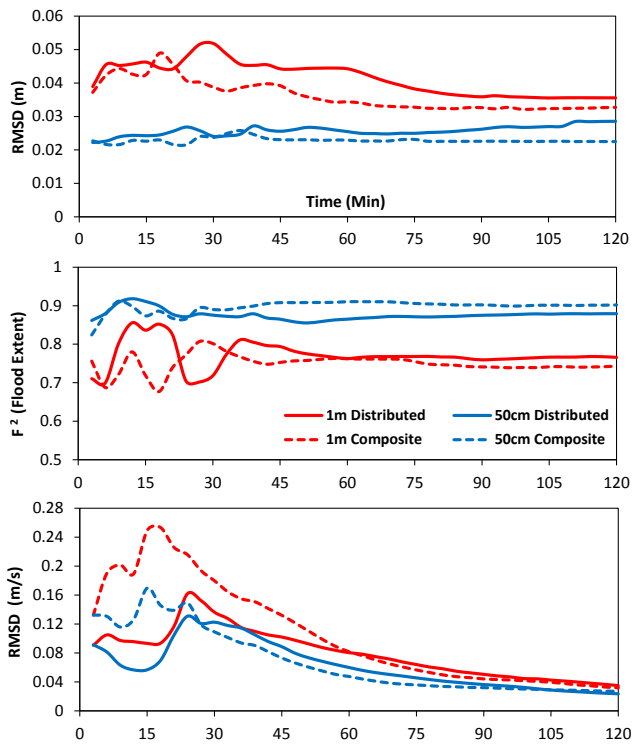 0.06
0.05
0.04
0.03
0.02
0.01
0
RMSD (m)
Time (Min)
0 15 30 45 60 75 90 105 120
1
0.9
0.8
0.7
0.6
0.5
F ² (Flood Extent)
1m Distributed 50cm Distributed
1m Composite 50cm Composite
0 15 30 45 60 75 90 105 120
0.28
0.24
0.2
0.16
0.12
0.08
0.04
0
RMSD (m/s)
0 15 30 45 60 75 90 105 120